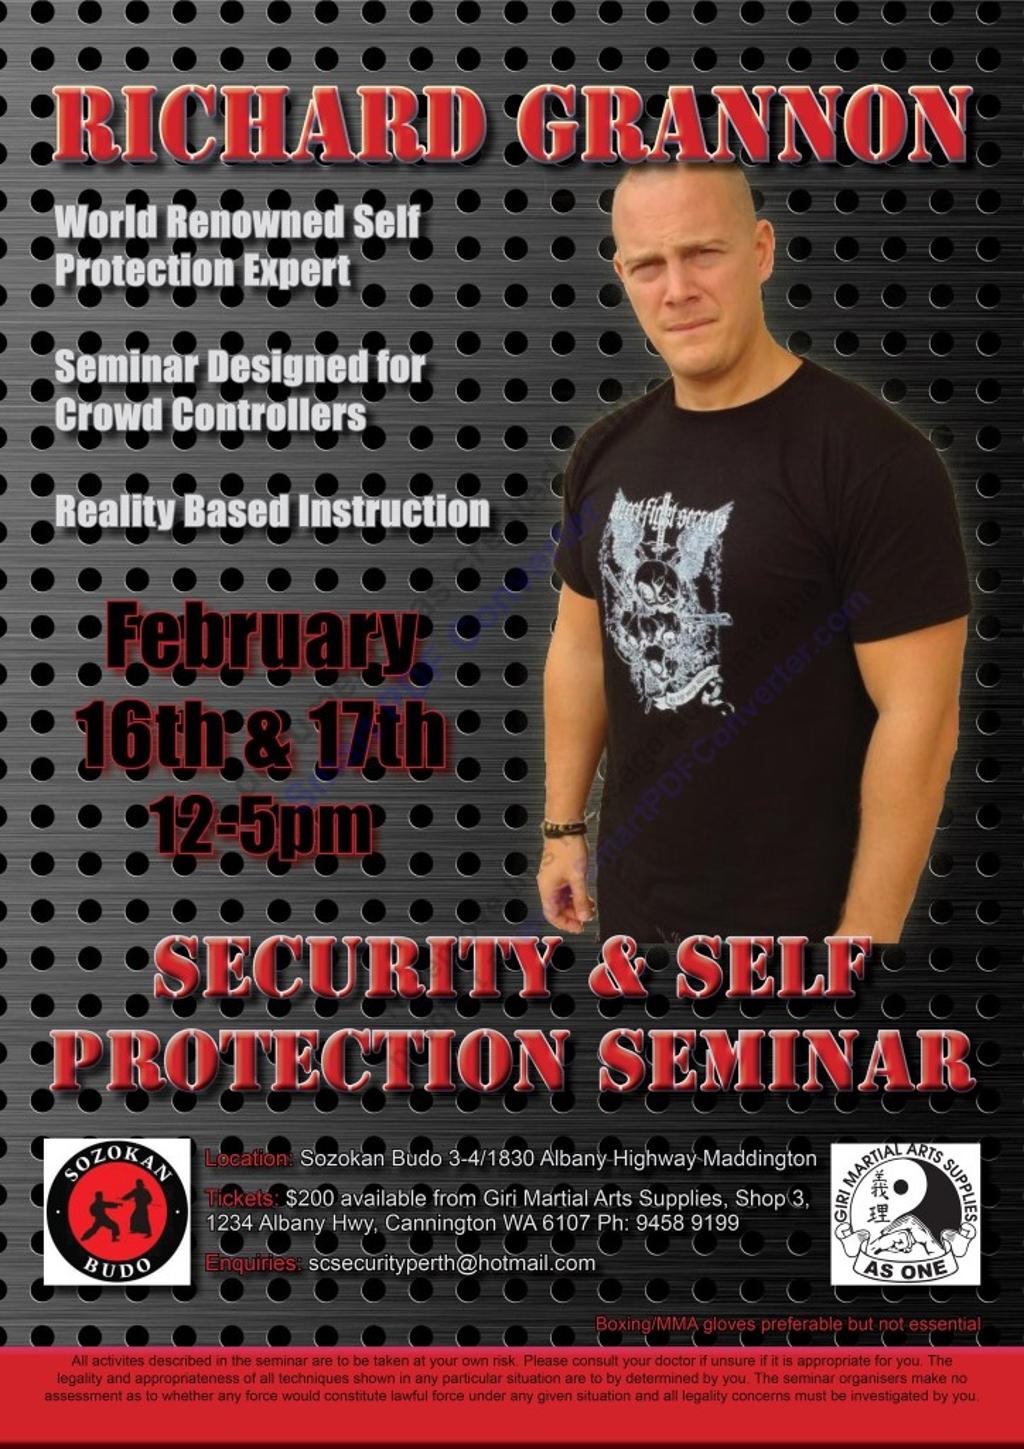 RICHARD GRANNON
World Renowned Self
Protection Expert
Seminar Designed for
Crowd Controllers
Reality Based Instruction
street fight secrets
February
16th & 17th
12-5pm
SmartPDFConverter.com
SECURITY & SELF
PROTECTION SEMINAR
SOZOKAN
BUDO
Location: Sozokan Budo 3-4/1830 Albany Highway Maddington
Tickets: $200 available from Giri Martial Arts Supplies, Shop 3,
1234 Albany Hwy, Cannington WA 6107 Ph: 9458 9199
Enquiries: scsecurityperth@hotmail.com
GIRI MARTIAL ARTS SUPPLIES
義理
AS ONE
Boxing/MMA gloves preferable but not essential
All activites described in the seminar are to be taken at your own risk. Please consult your doctor if unsure if it is appropriate for you. The
legality and appropriateness of all techniques shown in any particular situation are to by determined by you. The seminar organisers make no
assessment as to whether any force would constitute lawful force under any given situation and all legality concerns must be investigated by you.